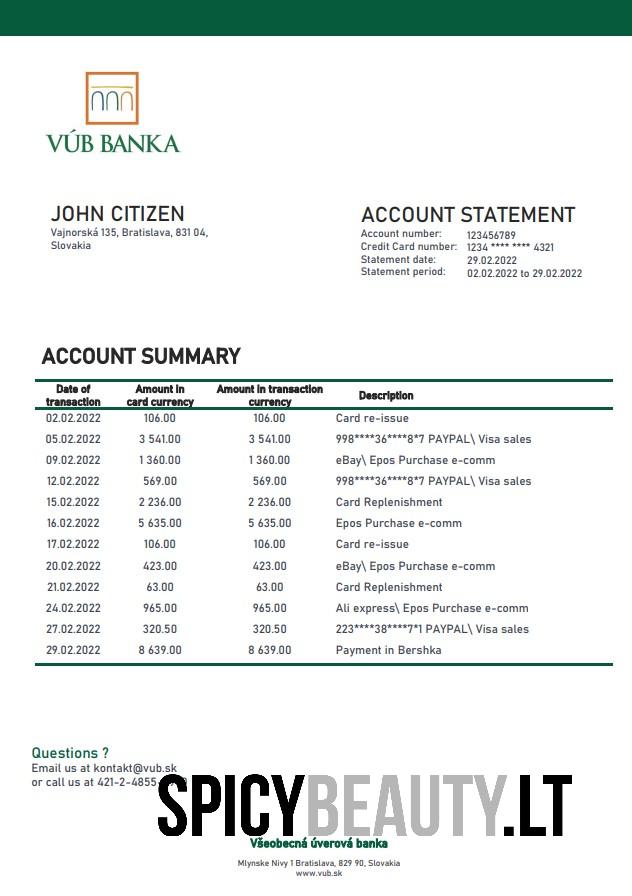 VÚB BANKA
JOHN CITIZEN
Vajnorská 135, Bratislava, 831 04,
Slovakia
ACCOUNT STATEMENT
Account number: 123456789
Credit Card number: 1234 **** **** 4321
Statement date: 29.02.2022
Statement period: 02.02.2022 to 29.02.2022
ACCOUNT SUMMARY
Date of transaction Amount in card currency Amount in transaction currency Description
02.02.2022 106.00 106.00 Card re-issue
05.02.2022 3 541.00 3 541.00 998****36****8*7 PAYPAL\ Visa sales
09.02.2022 1 360.00 1 360.00 eBay\ Epos Purchase e-comm
12.02.2022 569.00 569.00 998****36****8*7 PAYPAL\ Visa sales
15.02.2022 2 236.00 2 236.00 Card Replenishment
16.02.2022 5 635.00 5 635.00 Epos Purchase e-comm
17.02.2022 106.00 106.00 Card re-issue
20.02.2022 423.00 423.00 eBay\ Epos Purchase e-comm
21.02.2022 63.00 63.00 Card Replenishment
24.02.2022 965.00 965.00 Ali express\ Epos Purchase e-comm
27.02.2022 320.50 320.50 223****38****7*1 PAYPAL\ Visa sales
29.02.2022 8 639.00 8 639.00 Payment in Bershka
Questions ?
Email us at kontakt@vub.sk
or call us at 421-2-4855-
SPICYBEAUTY.LT
Všeobecná úverová banka
Mlynske Nivy 1 Bratislava, 829 90, Slovakia
www.vub.sk